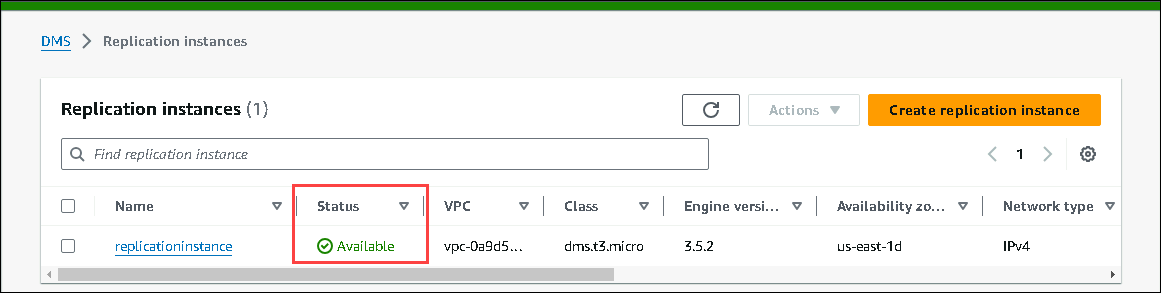 DMS > Replication instances
Replication instances (1)
Actions
Create replication instance
Find replication instance
1
Name Status VPC Class Engine versi... Availability zo... Network type
replicationinstance Available vpc-0a9d5... dms.t3.micro 3.5.2 us-east-1d IPv4